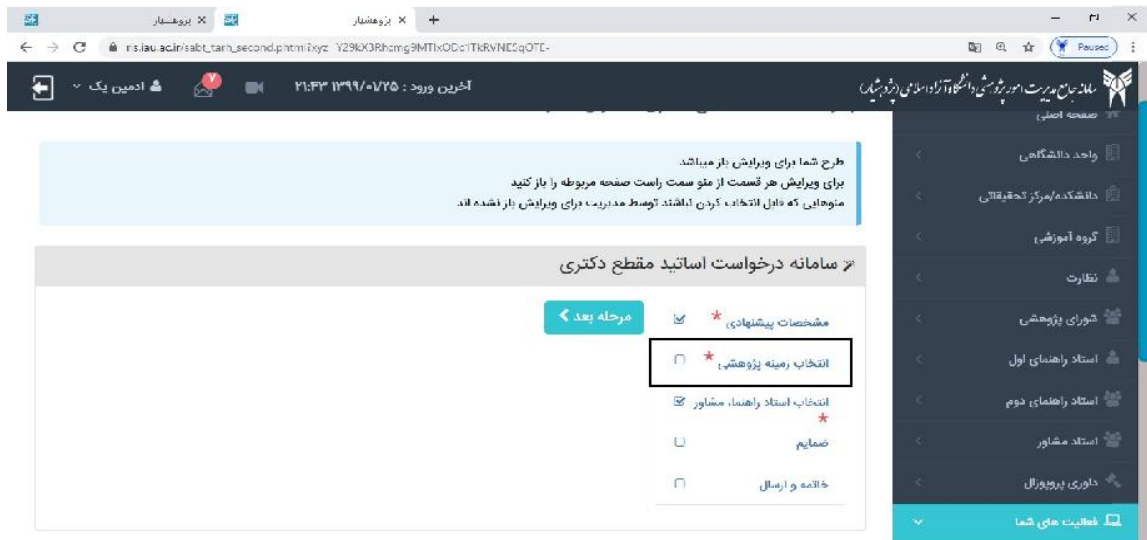 پژوهشیار
پژوهشیار
ris.iau.ac.ir/sabt_tarh_second.phtml?xyz
Paused
سامانه جامع مدیریت امور پژوهشی دانشگاه آزاد اسلامی (پژوهشیار)
آخرین ورود : ۱۳۹۹/۰۱/۲۵ ۲۱:۴۳
۷
ادمین یک
صفحه اصلی
واحد دانشگاهی
دانشکده/مرکز تحقیقاتی
گروه آموزشی
نظارت
شورای پژوهشی
استاد راهنمای اول
استاد راهنمای دوم
استاد مشاور
داوری پروپوزال
فعالیت های شما
طرح شما برای ویرایش باز میباشد
برای ویرایش هر قسمت از منو سمت راست صفحه مربوطه را باز کنید
منوهایی که قابل انتخاب کردن نباشند توسط مدیریت برای ویرایش باز نشده اند
سامانه درخواست اساتید مقطع دکتری
مشخصات پیشنهادی *
مرحله بعد
انتخاب زمینه پژوهشی *
انتخاب استاد راهنما، مشاور
*
ضمایم
خاتمه و ارسال